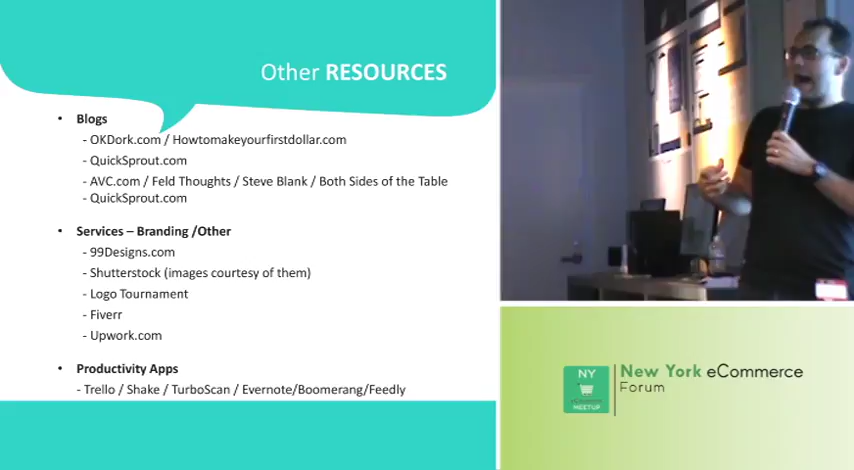 Other RESOURCES
• Blogs
- OKDork.com / Howtomakeyourfirstdollar.com
- QuickSprout.com
- AVC.com / Feld Thoughts / Steve Blank / Both Sides of the Table
- QuickSprout.com
• Services – Branding /Other
- 99Designs.com
- Shutterstock (images courtesy of them)
- Logo Tournament
- Fiverr
- Upwork.com
• Productivity Apps
- Trello / Shake / TurboScan / Evernote/Boomerang/Feedly
NY
eCommerce
MEETUP
New York eCommerce
Forum